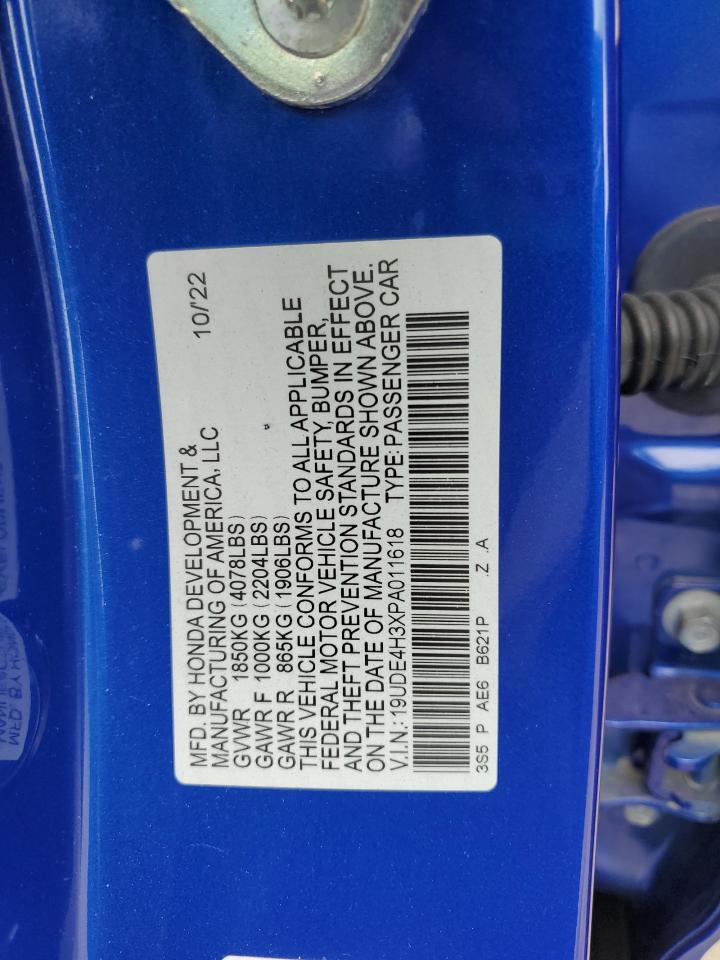 MFD. BY HONDA DEVELOPMENT & 10/'22
MANUFACTURING OF AMERICA, LLC
GVWR 1850KG (4078LBS)
GAWR F 1000KG (2204LBS)
GAWR R 865KG (1906LBS)
THIS VEHICLE CONFORMS TO ALL APPLICABLE
FEDERAL MOTOR VEHICLE SAFETY, BUMPER,
AND THEFT PREVENTION STANDARDS IN EFFECT
ON THE DATE OF MANUFACTURE SHOWN ABOVE.
V.I.N.:19UDE4H3XPA011618 TYPE:PASSENGER CAR
3S5 P AE6 B621P .Z .A